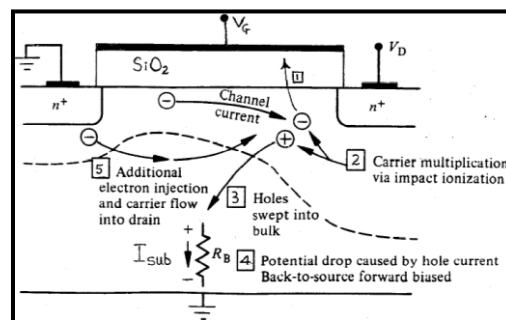 V_G
V_D
SiO₂
1
n⁺
n⁺
Channel
current
2 Carrier multiplication
via impact ionization
5 Additional
electron injection
and carrier flow
into drain
3 Holes
swept into
bulk
+
I_sub
R_B
−
4 Potential drop caused by hole current
Back-to-source forward biased